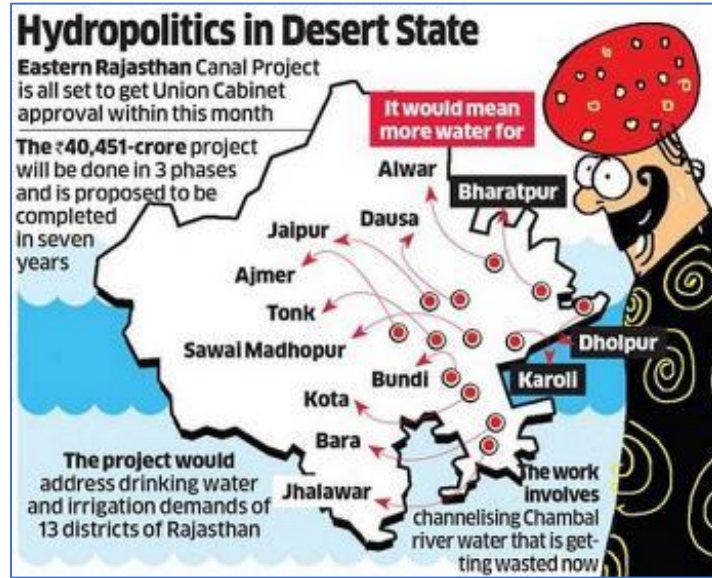 Hydropolitics in Desert State
Eastern Rajasthan Canal Project
is all set to get Union Cabinet
approval within this month
The ₹40,451-crore project
will be done in 3 phases
and is proposed to be
completed
in seven
years
It would mean
more water for
Alwar
Bharatpur
Dausa
Jaipur
Ajmer
Tonk
Sawai Madhopur
Dholpur
Bundi
Karoli
Kota
Bara
Jhalawar
The project would
address drinking water
and irrigation demands of
13 districts of Rajasthan
The work
involves
channelising Chambal
river water that is get-
ting wasted now